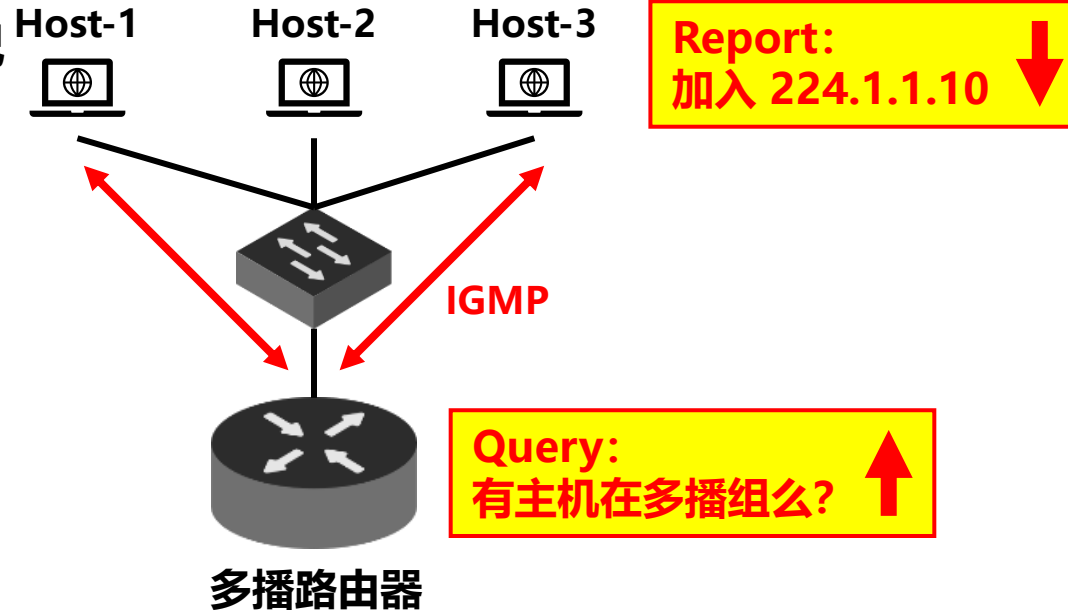 Host-1
Host-2
Host-3
Report：
加入 224.1.1.10
IGMP
Query：
有主机在多播组么？
多播路由器